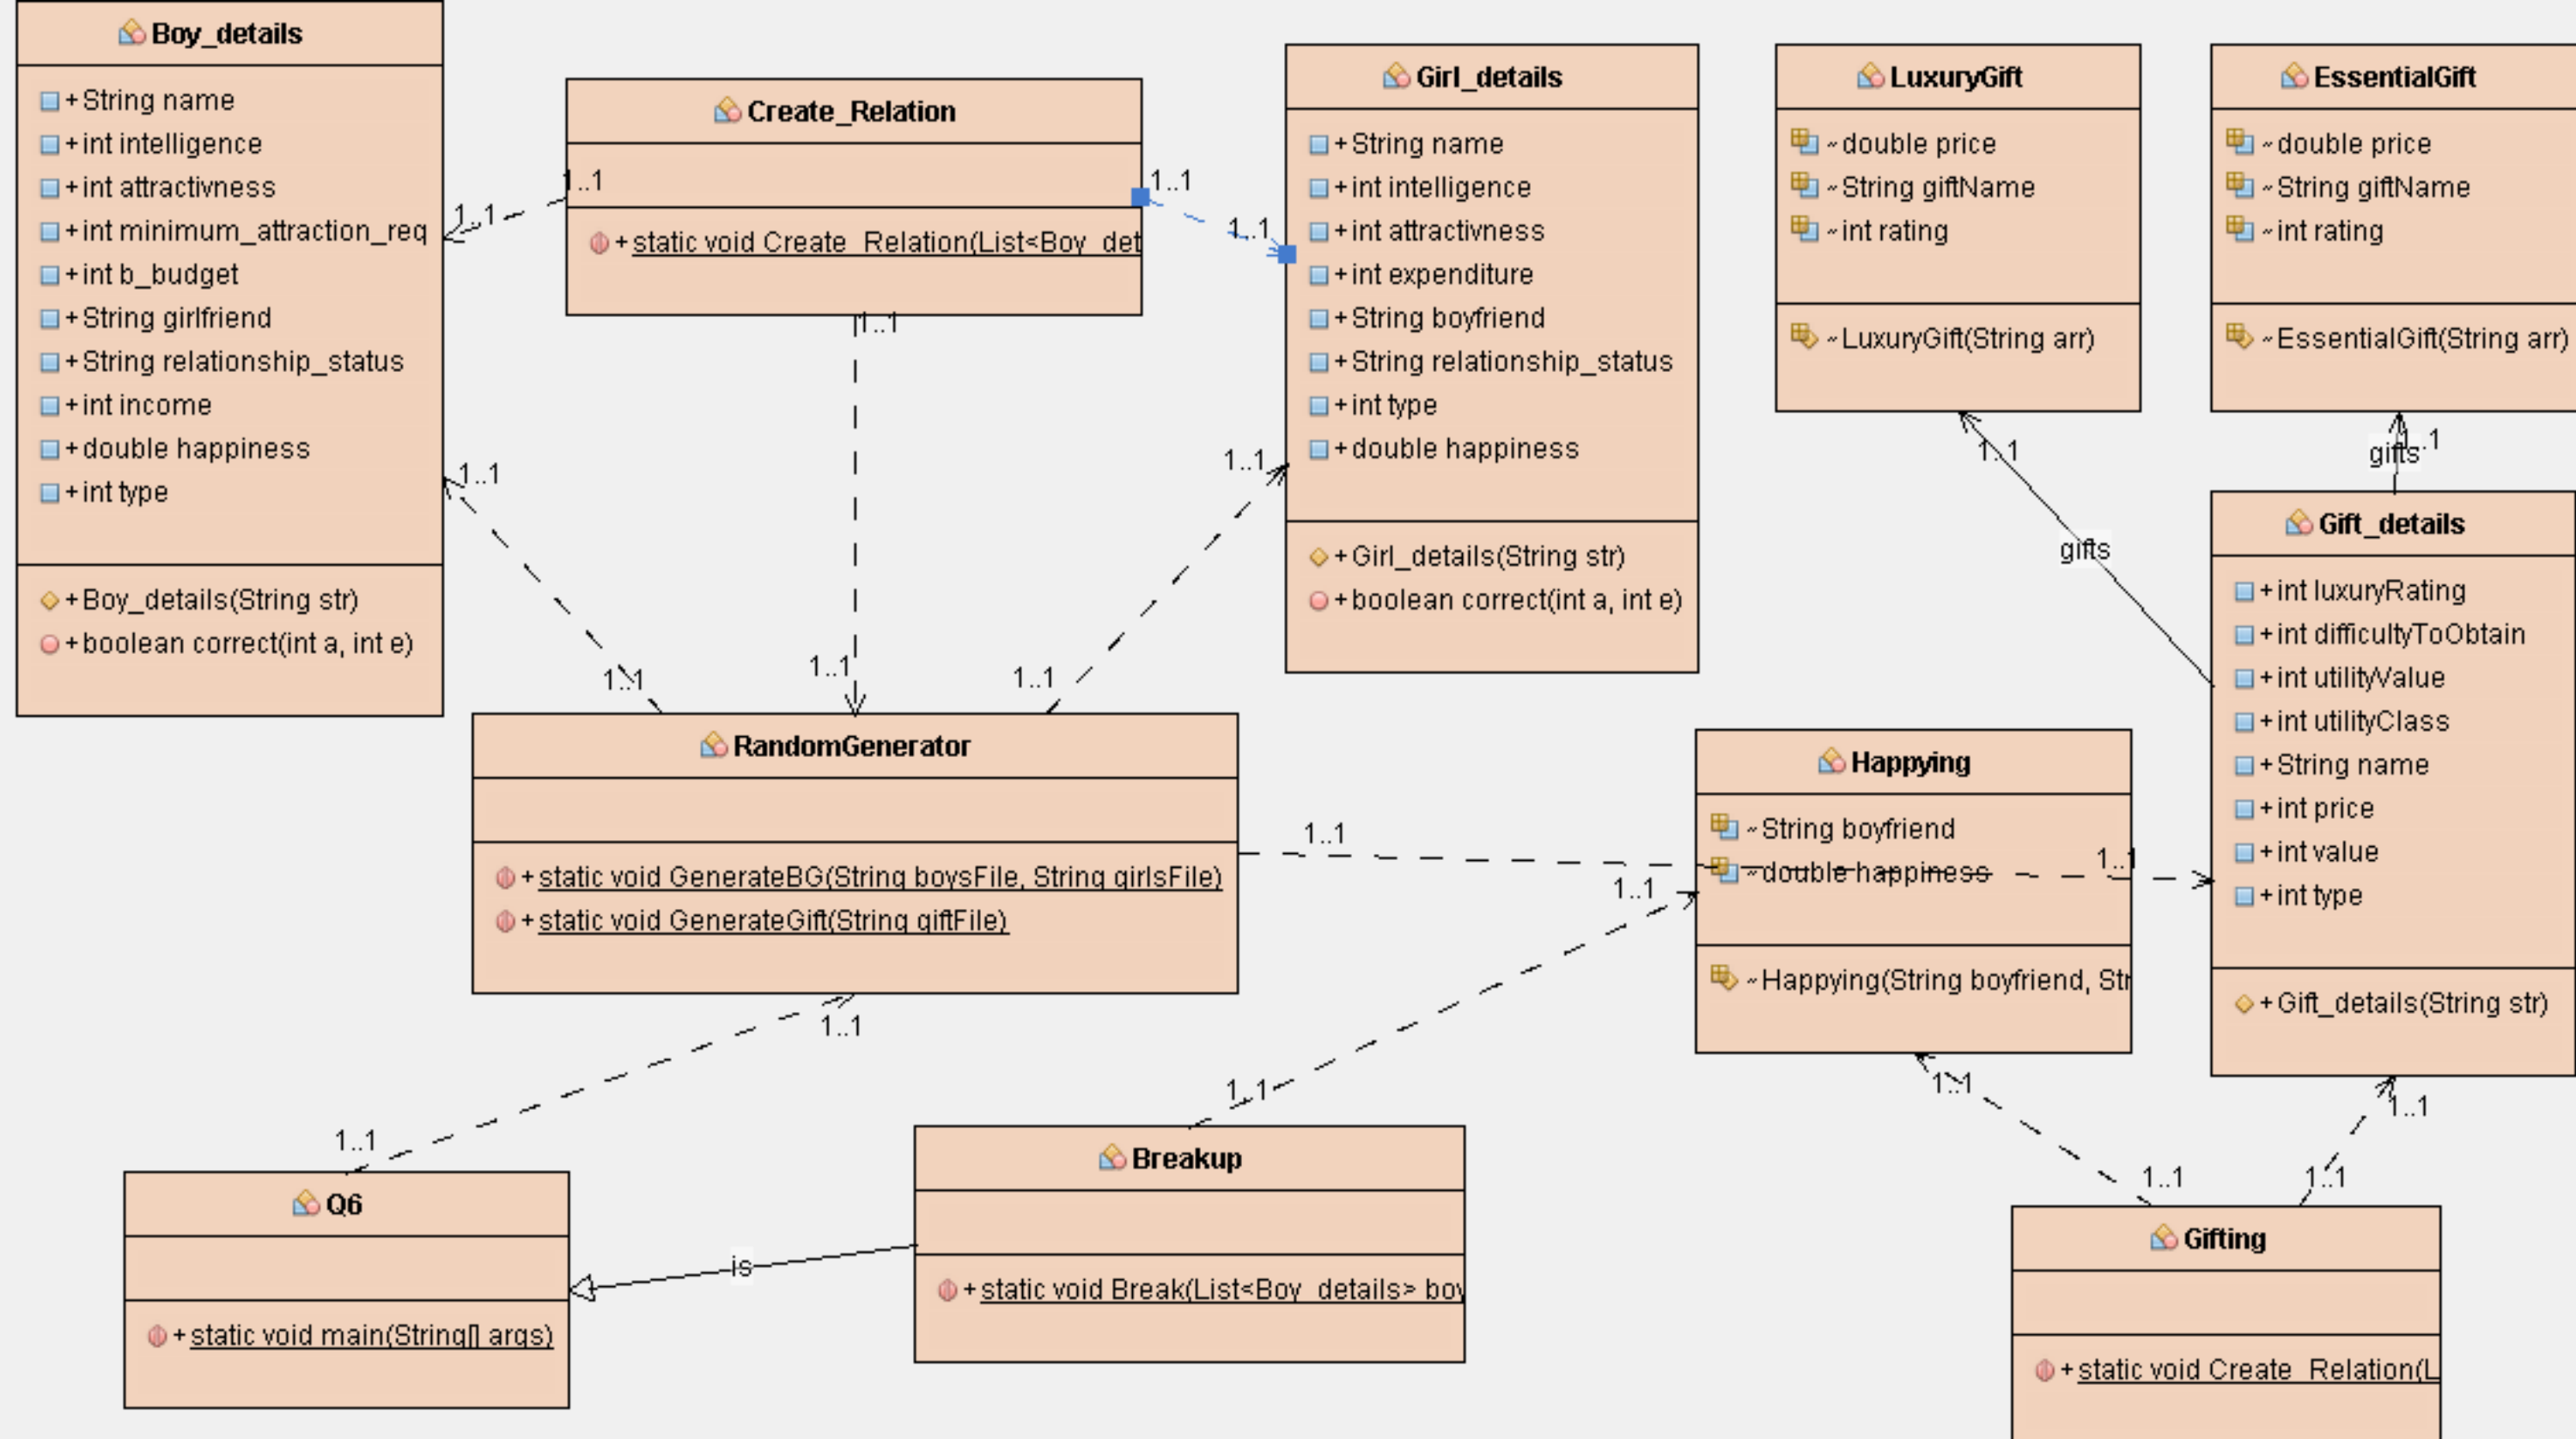 Boy_details
+String name
+int intelligence
+int attractivness
+int minimum_attraction_req
+int b_budget
+String girlfriend
+String relationship_status
+int income
+double happiness
+int type
+Boy_details(String str)
+boolean correct(int a, int e)
Create_Relation
+static void Create_Relation(List<Boy_det
1..1
1..1
1..1
1..1
1..1
1..1
Girl_details
+String name
+int intelligence
+int attractivness
+int expenditure
+String boyfriend
+String relationship_status
+int type
+double happiness
+Girl_details(String str)
+boolean correct(int a, int e)
LuxuryGift
~double price
~String giftName
~int rating
~LuxuryGift(String arr)
EssentialGift
~double price
~String giftName
~int rating
~EssentialGift(String arr)
1..1
gifts
1..1
gifts
Gift_details
+int luxuryRating
+int difficultyToObtain
+int utilityValue
+int utilityClass
+String name
+int price
+int value
+int type
+Gift_details(String str)
1..1
1..1
1..1
1..1
RandomGenerator
+static void GenerateBG(String boysFile, String girlsFile)
+static void GenerateGift(String giftFile)
1..1
1..1
1..1
Happying
~String boyfriend
~double happiness
~Happying(String boyfriend, Str
1..1
1..1
1..1
Q6
+static void main(String[] args)
is
Breakup
+static void Break(List<Boy_details> boy
1..1
1..1
1..1
1..1
1..1
Gifting
+static void Create_Relation(L